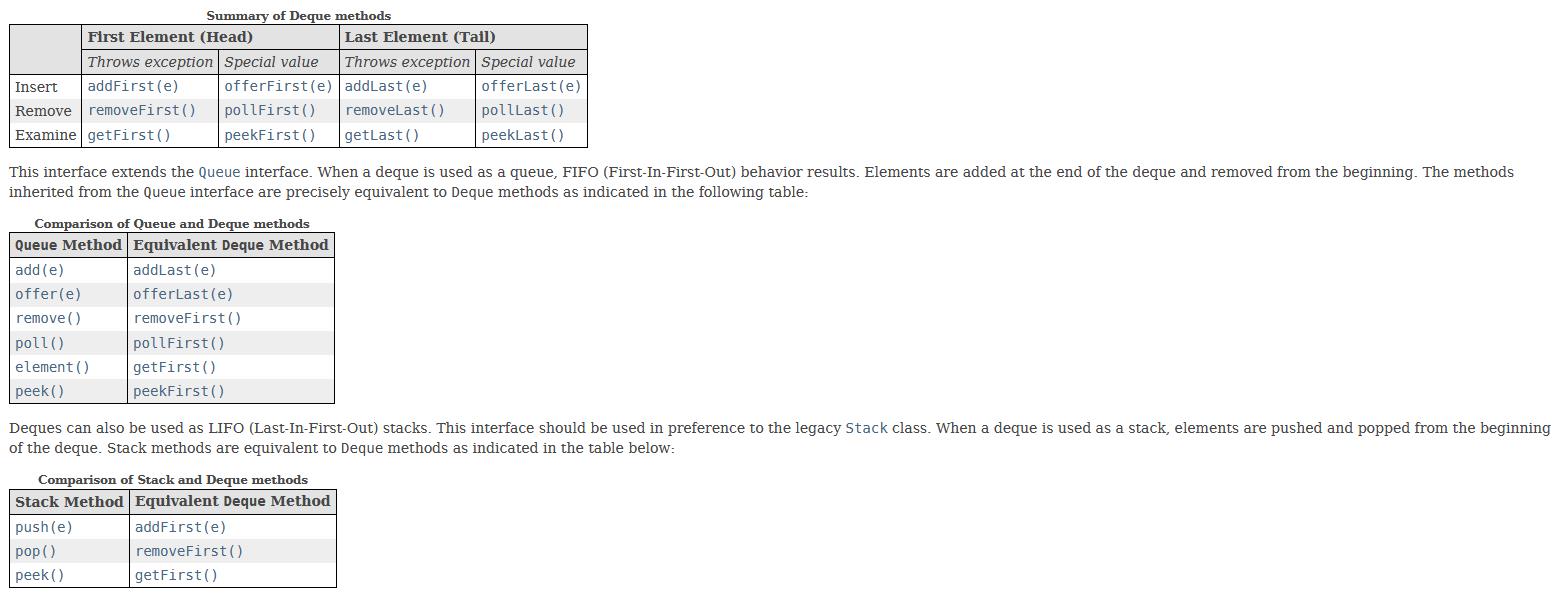 Summary of Deque methods
First Element (Head) Last Element (Tail)
Throws exception Special value Throws exception Special value
Insert addFirst(e) offerFirst(e) addLast(e) offerLast(e)
Remove removeFirst() pollFirst() removeLast() pollLast()
Examine getFirst() peekFirst() getLast() peekLast()
This interface extends the Queue interface. When a deque is used as a queue, FIFO (First-In-First-Out) behavior results. Elements are added at the end of the deque and removed from the beginning. The methods
inherited from the Queue interface are precisely equivalent to Deque methods as indicated in the following table:
Comparison of Queue and Deque methods
Queue Method Equivalent Deque Method
add(e) addLast(e)
offer(e) offerLast(e)
remove() removeFirst()
poll() pollFirst()
element() getFirst()
peek() peekFirst()
Deques can also be used as LIFO (Last-In-First-Out) stacks. This interface should be used in preference to the legacy Stack class. When a deque is used as a stack, elements are pushed and popped from the beginning
of the deque. Stack methods are equivalent to Deque methods as indicated in the table below:
Comparison of Stack and Deque methods
Stack Method Equivalent Deque Method
push(e) addFirst(e)
pop() removeFirst()
peek() getFirst()